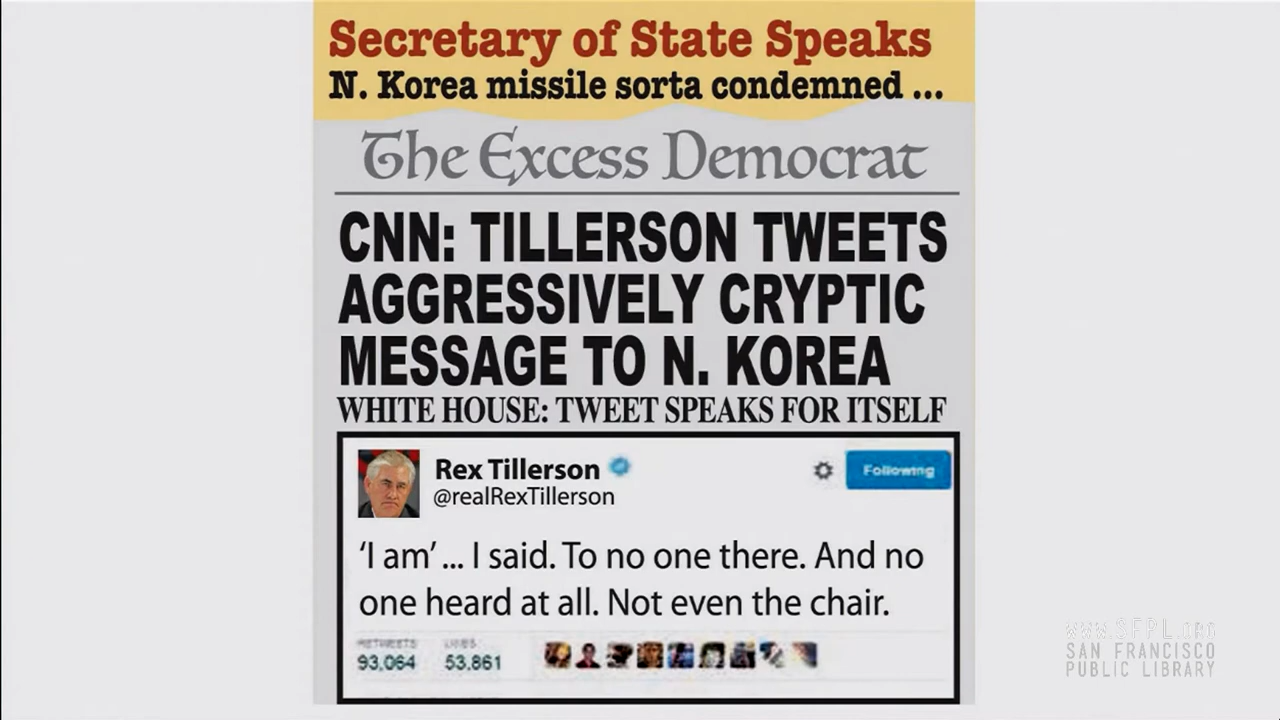 Secretary of State Speaks
N. Korea missile sorta condemned ...
The Excess Democrat
CNN: TILLERSON TWEETS
AGGRESSIVELY CRYPTIC
MESSAGE TO N. KOREA
WHITE HOUSE: TWEET SPEAKS FOR ITSELF
Rex Tillerson
@realRexTillerson
Following
‘I am’ ... I said. To no one there. And no
one heard at all. Not even the chair.
RETWEETS LIKES
93,064 53,861
WWW.SFPL.ORG
SAN FRANCISCO
PUBLIC LIBRARY